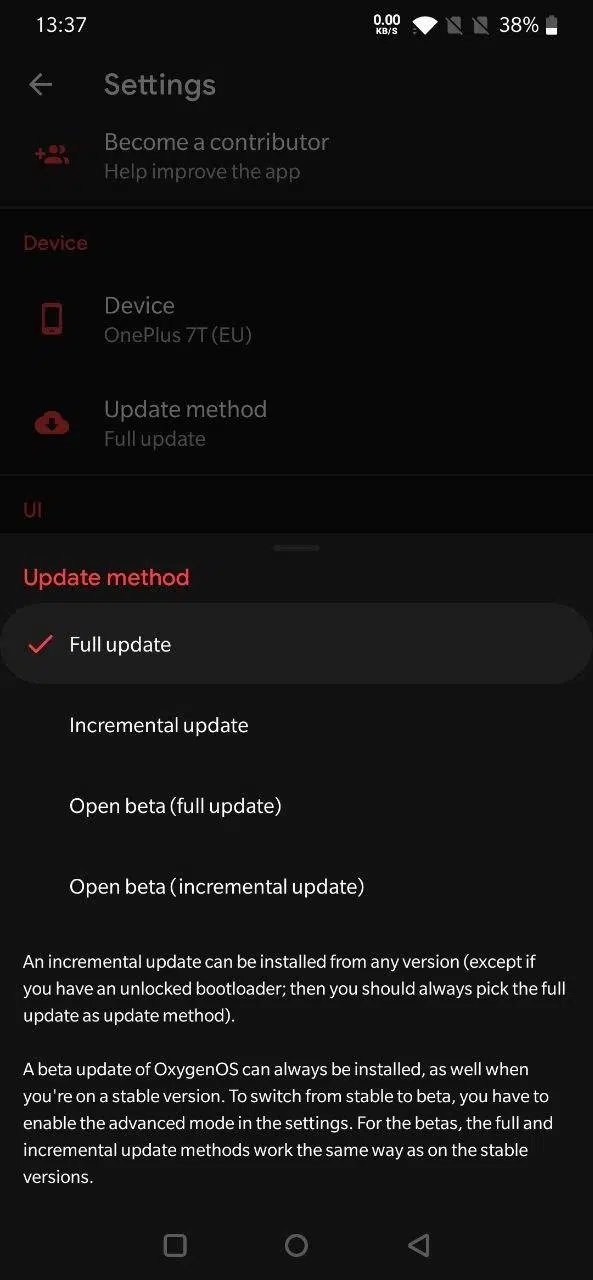 13:37
0.00
KB/S
38%
Settings
Become a contributor
Help improve the app
Device
Device
OnePlus 7T (EU)
Update method
Full update
UI
Update method
Full update
Incremental update
Open beta (full update)
Open beta (incremental update)
An incremental update can be installed from any version (except if
you have an unlocked bootloader; then you should always pick the full
update as update method).
A beta update of OxygenOS can always be installed, as well when
you're on a stable version. To switch from stable to beta, you have to
enable the advanced mode in the settings. For the betas, the full and
incremental update methods work the same way as on the stable
versions.